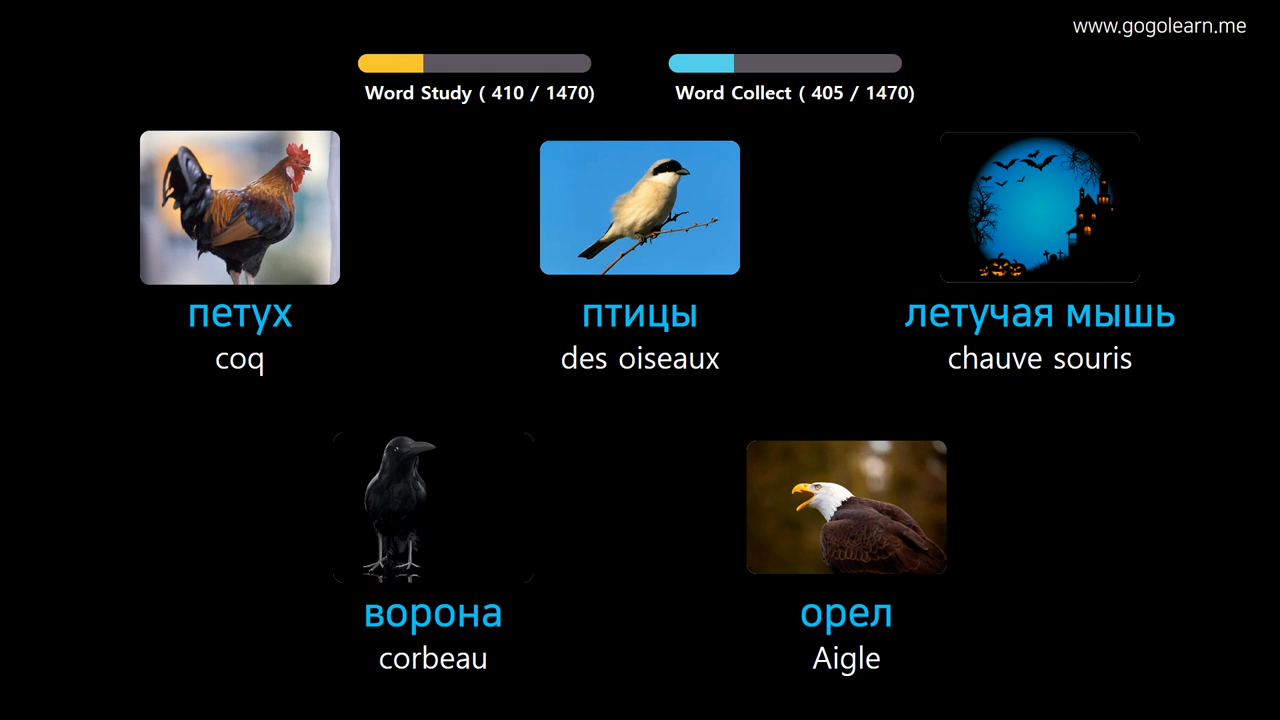 www.gogolearn.me
Word Study ( 410 / 1470)
Word Collect ( 405 / 1470)
петух
coq
птицы
des oiseaux
летучая мышь
chauve souris
ворона
corbeau
орел
Aigle